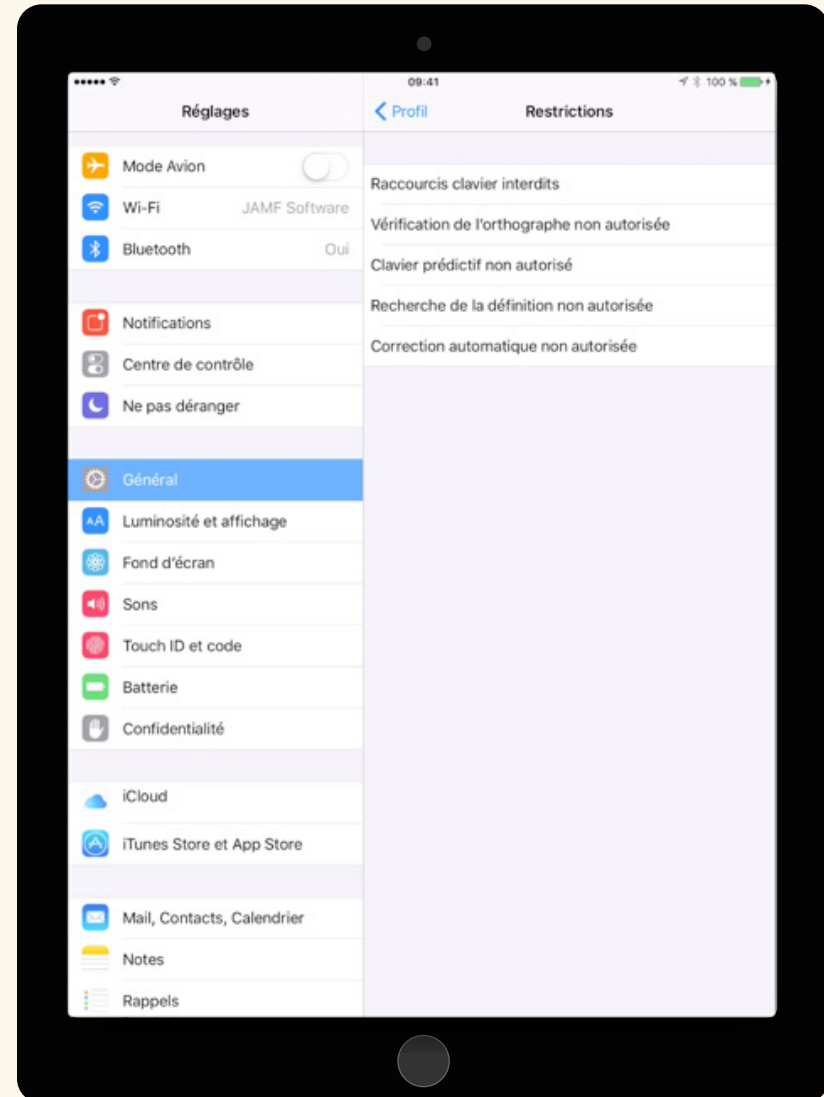 09:41
100 %
Réglages
Mode Avion
Wi-Fi JAMF Software
Bluetooth Oui
Notifications
Centre de contrôle
Ne pas déranger
Général
AA Luminosité et affichage
Fond d'écran
Sons
Touch ID et code
Batterie
Confidentialité
iCloud
iTunes Store et App Store
Mail, Contacts, Calendrier
Notes
Rappels
Profil Restrictions
Raccourcis clavier interdits
Vérification de l'orthographe non autorisée
Clavier prédictif non autorisé
Recherche de la définition non autorisée
Correction automatique non autorisée